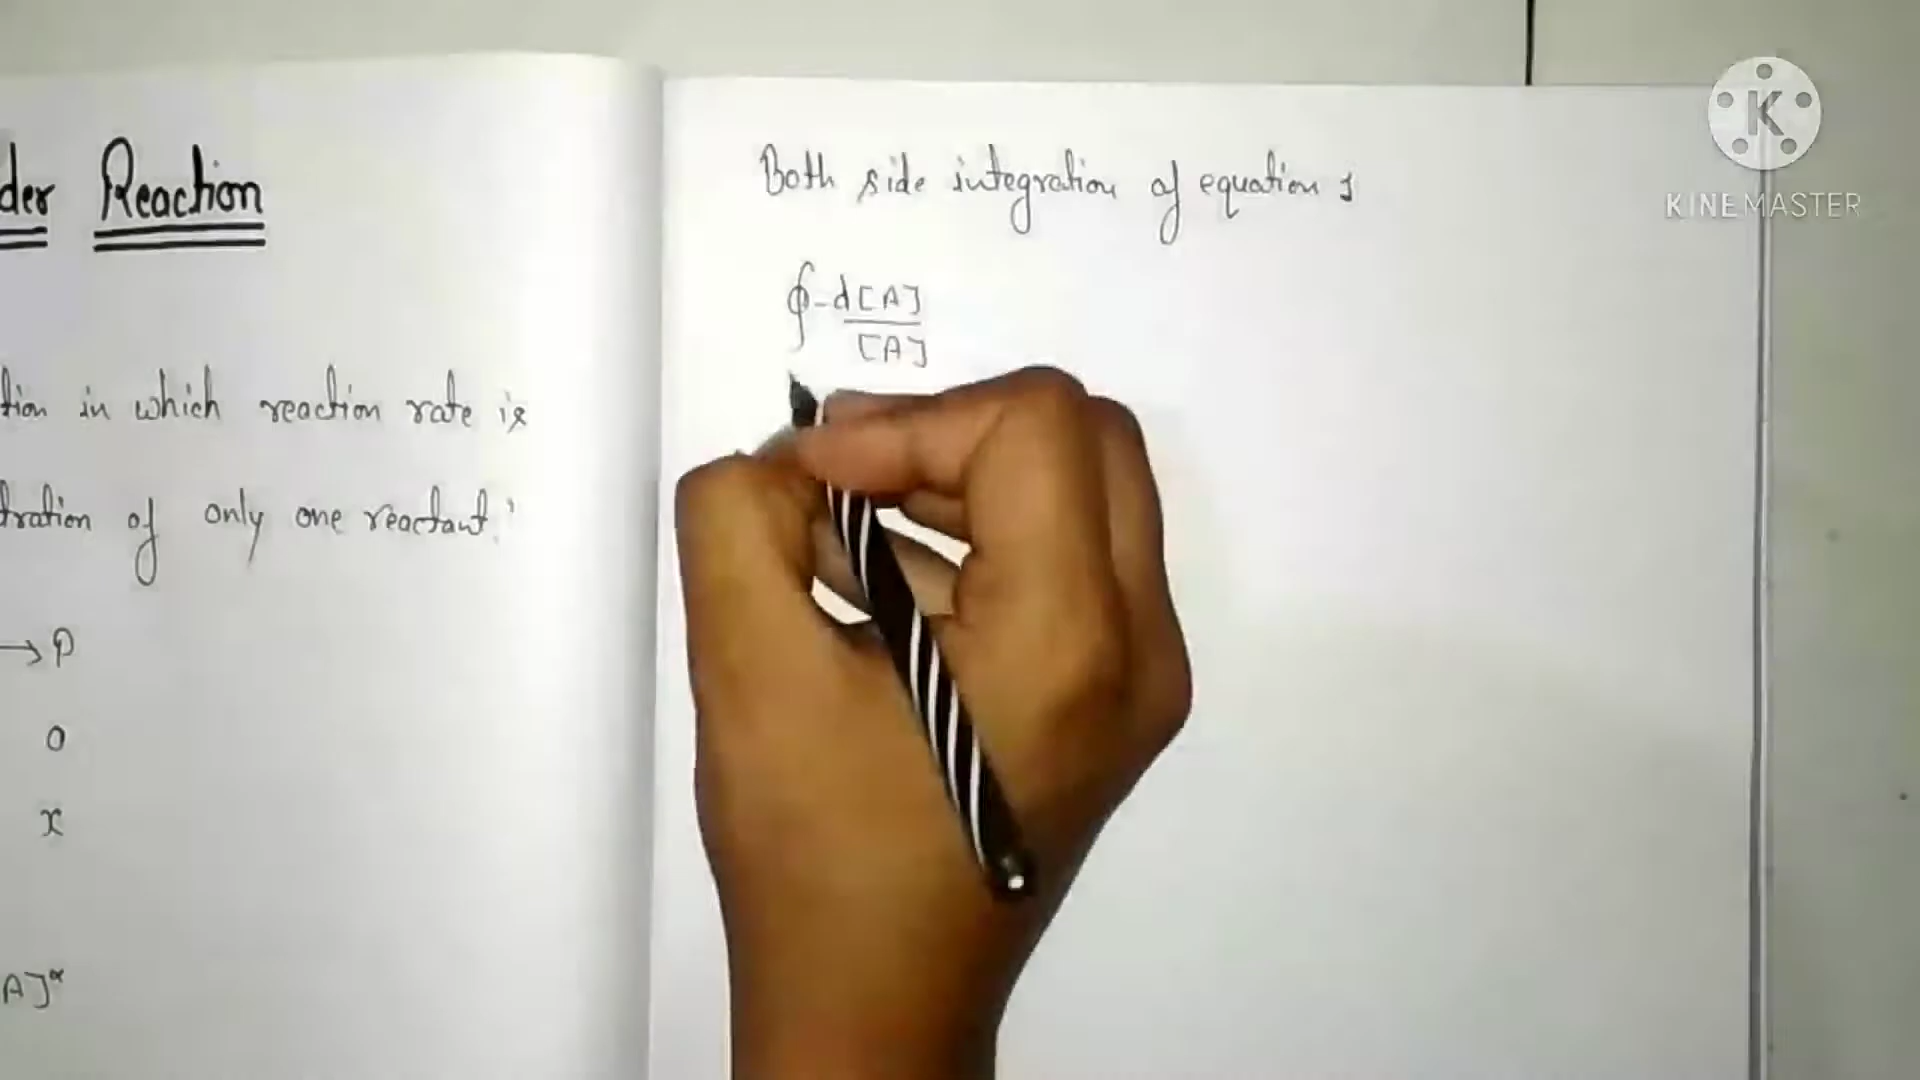 der Reaction
tion in which reaction rate is
tration of only one reactant.'
→ P
0
x
A]^α
Both side integration of equation 1
∮-d[A]
[A]
K
KINEMASTER